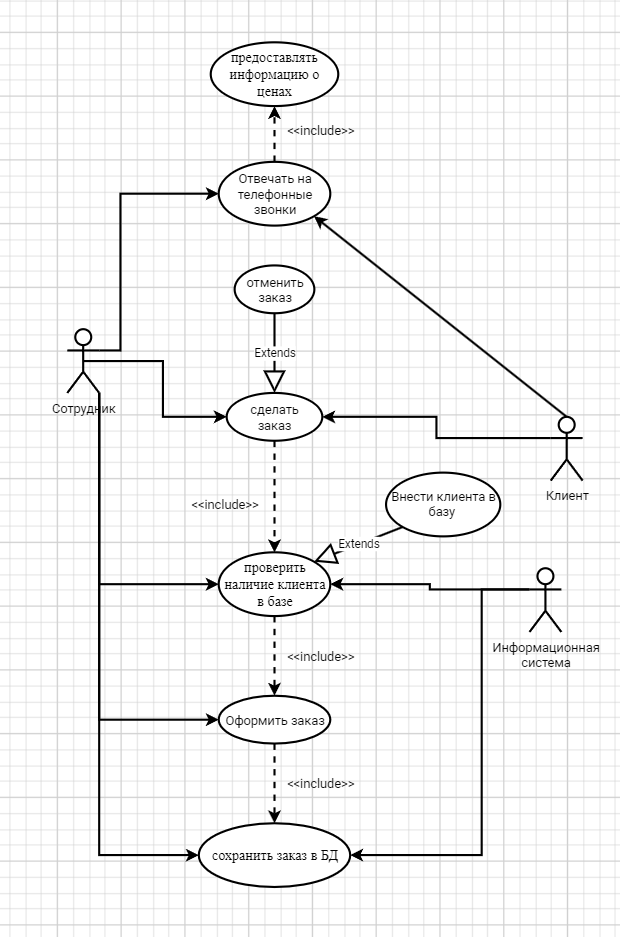 предоставлять
информацию о
ценах
<<include>>
Отвечать на
телефонные
звонки
отменить
заказ
Extends
Сотрудник
сделать
заказ
Клиент
<<include>>
Внести клиента в
базу
Extends
проверить
наличие клиента
в базе
Информационная
система
<<include>>
Оформить заказ
<<include>>
сохранить заказ в БД